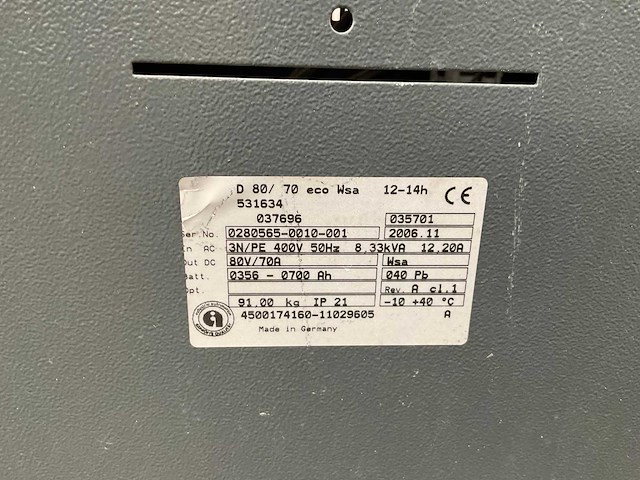 D 80/ 70 eco Wsa 12-14h CE
531634
037696 035701
Ser.No. 0280565-0010-001 2006.11
In AC 3N/PE 400V 50Hz 8.33kVA 12,20A
Out DC 80V/70A Wsa
Batt. 0356 - 0700 Ah 040 Pb
Opt. Rev. A cl.1
91.00 kg IP 21 -10 +40 °C
4500174160-11029605 A
Made in Germany